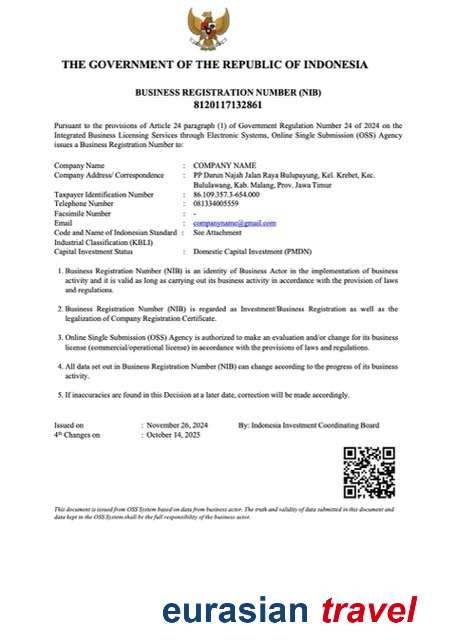 THE GOVERNMENT OF THE REPUBLIC OF INDONESIA
BUSINESS REGISTRATION NUMBER (NIB)
8120117132861
Pursuant to the provisions of Article 24 paragraph (1) of Government Regulation Number 24 of 2024 on the
Integrated Business Licensing Services through Electronic Systems, Online Single Submission (OSS) Agency
issues a Business Registration Number to:
Company Name : COMPANY NAME
Company Address/ Correspondence : PP Darun Najah Jalan Raya Bulupayung, Kel. Krebet, Kec.
Bululawang, Kab. Malang, Prov. Jawa Timur
Taxpayer Identification Number : 86.109.357.3-654.000
Telephone Number : 081334005559
Facsimile Number : -
Email : companyname@gmail.com
Code and Name of Indonesian Standard : See Attachment
Industrial Classification (KBLI)
Capital Investment Status : Domestic Capital Investment (PMDN)
1. Business Registration Number (NIB) is an identity of Business Actor in the implementation of business
activity and it is valid as long as carrying out its business activity in accordance with the provision of laws
and regulations.
2. Business Registration Number (NIB) is regarded as Investment/Business Registration as well as the
legalization of Company Registration Certificate.
3. Online Single Submission (OSS) Agency is authorized to make an evaluation and/or change for its business
license (commercial/operational license) in accordance with the provisions of laws and regulations.
4. All data set out in Business Registration Number (NIB) can change according to the progress of its business
activity.
5. If inaccuracies are found in this Decision at a later date, correction will be made accordingly.
Issued on : November 26, 2024 By: Indonesia Investment Coordinating Board
4th Changes on : October 14, 2025
This document is issued from OSS System based on data from business actor. The truth and validity of data submitted in this document and
data kept in the OSS System shall be the full responsibility of the business actor.
eurasian travel